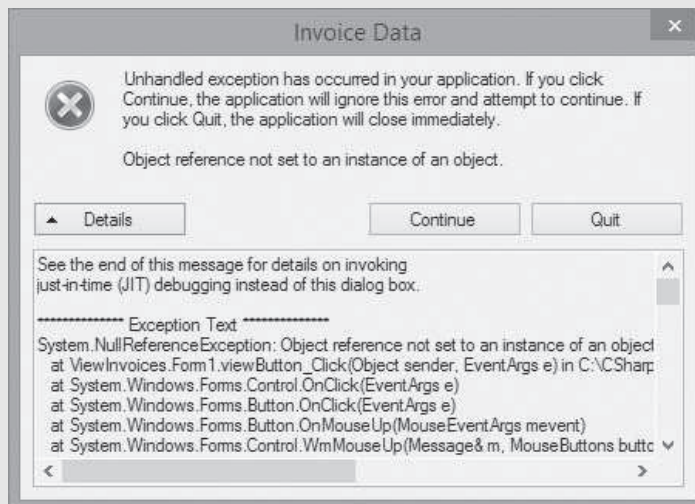 Invoice Data
Unhandled exception has occurred in your application. If you click
Continue, the application will ignore this error and attempt to continue. If
you click Quit, the application will close immediately.
Object reference not set to an instance of an object.
Details
Continue
Quit
See the end of this message for details on invoking
just-in-time (JIT) debugging instead of this dialog box.
************** Exception Text **************
System.NullReferenceException: Object reference not set to an instance of an object
at ViewInvoices.Form1.viewButton_Click(Object sender, EventArgs e) in C:\CSharp
at System.Windows.Forms.Control.OnClick(EventArgs e)
at System.Windows.Forms.Button.OnClick(EventArgs e)
at System.Windows.Forms.Button.OnMouseUp(MouseEventArgs mevent)
at System.Windows.Forms.Control.WmMouseUp(Message& m, MouseButtons butto